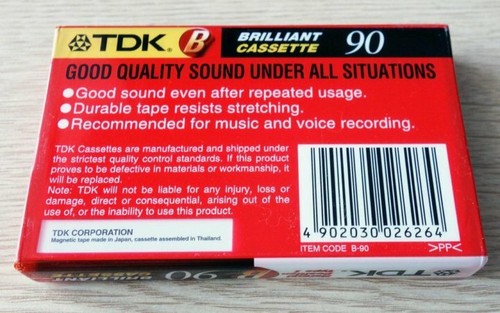 TDK B BRILLIANT CASSETTE 90
GOOD QUALITY SOUND UNDER ALL SITUATIONS
●Good sound even after repeated usage.
●Durable tape resists stretching.
●Recommended for music and voice recording.
TDK Cassettes are manufactured and shipped under
the strictest quality control standards. If this product
proves to be defective in materials or workmanship, it
will be replaced.
Note: TDK will not be liable for any injury, loss or
damage, direct or consequential, arising out of the
use of, or the inability to use this product.
TDK CORPORATION
Magnetic tape made in Japan, cassette assembled in Thailand.
4 902030 026264
ITEM CODE B-90 >PP<
TDK
B
90
BRILLIANT
CASSETTE